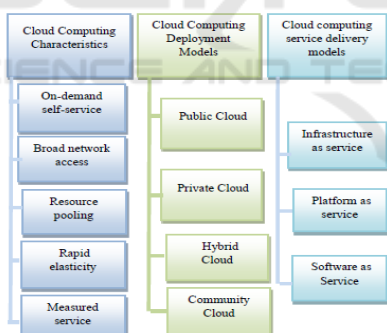 Cloud Computing
Characteristics
On-demand
self-service
Broad network
access
Resource
pooling
Rapid
elasticity
Measured
service
Cloud Computing
Deployment
Models
Public Cloud
Private Cloud
Hybrid
Cloud
Community
Cloud
Cloud computing
service delivery
models
Infrastructure
as service
Platform as
service
Software as
Service